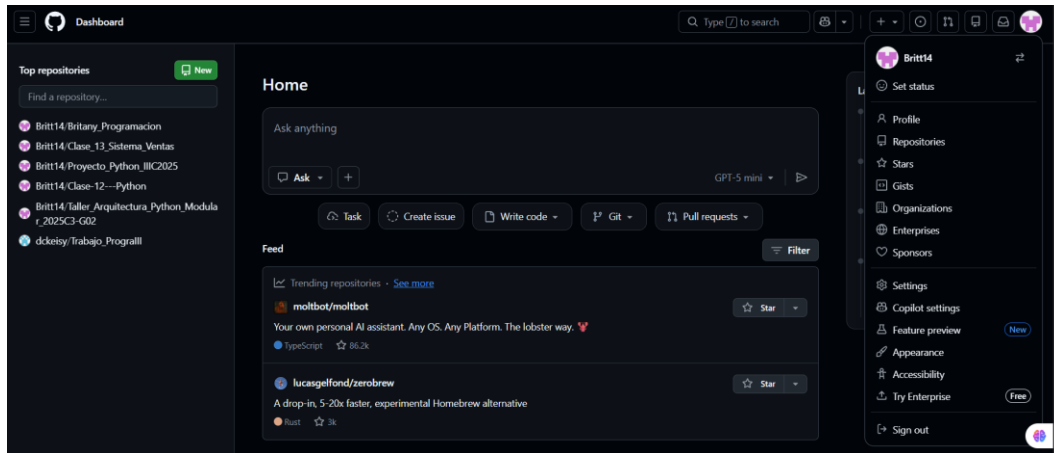 Dashboard
Type / to search
Top repositories
New
Find a repository...
Britt14/Britany_Programacion
Britt14/Clase_13_Sistema_Ventas
Britt14/Proyecto_Python_IIIC2025
Britt14/Clase-12---Python
Britt14/Taller_Arquitectura_Python_Modula
r_2025C3-G02
dckeisy/Trabajo_PrograIII
Home
Ask anything
Ask
GPT-5 mini
Task
Create issue
Write code
Git
Pull requests
Feed
Filter
Trending repositories · See more
moltbot/moltbot
Star
Your own personal AI assistant. Any OS. Any Platform. The lobster way. 🦞
TypeScript 86.2k
lucasgelfond/zerobrew
Star
A drop-in, 5-20x faster, experimental Homebrew alternative
Rust 3k
Britt14
Set status
Profile
Repositories
Stars
Gists
Organizations
Enterprises
Sponsors
Settings
Copilot settings
Feature preview New
Appearance
Accessibility
Try Enterprise Free
Sign out